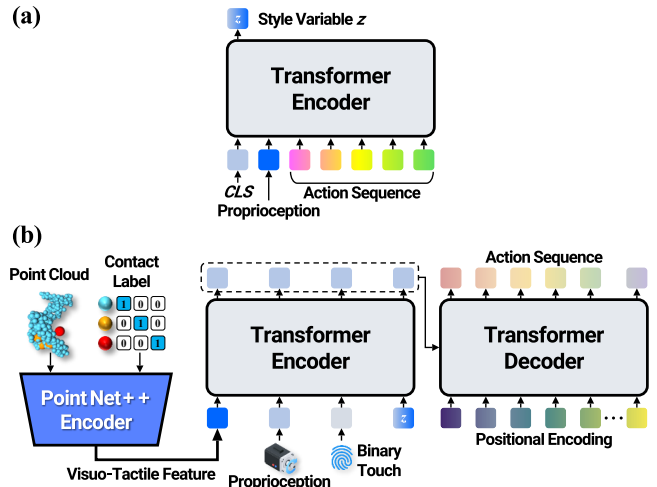 (a)
z Style Variable z
Transformer
Encoder
CLS
Action Sequence
Proprioception
(b)
Point Cloud
Contact
Label
1 0 0
0 1 0
0 0 1
Point Net++
Encoder
Visuo-Tactile Feature
Transformer
Encoder
z
Proprioception
Binary
Touch
Action Sequence
Transformer
Decoder
...
Positional Encoding